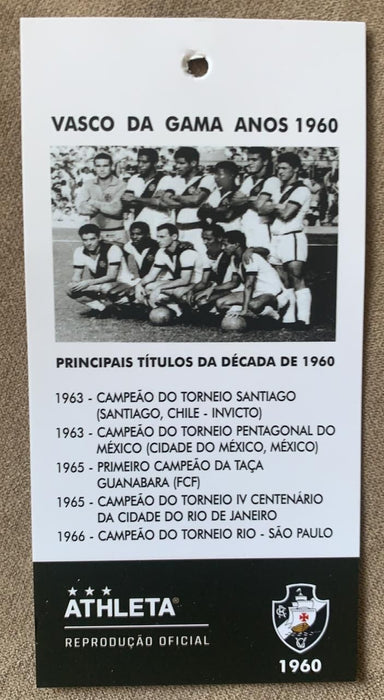 VASCO DA GAMA ANOS 1960
PRINCIPAIS TÍTULOS DA DÉCADA DE 1960
1963 - CAMPEÃO DO TORNEIO SANTIAGO
(SANTIAGO, CHILE - INVICTO)
1963 - CAMPEÃO DO TORNEIO PENTAGONAL DO
MÉXICO (CIDADE DO MÉXICO, MÉXICO)
1965 - PRIMEIRO CAMPEÃO DA TAÇA
GUANABARA (FCF)
1965 - CAMPEÃO DO TORNEIO IV CENTENÁRIO
DA CIDADE DO RIO DE JANEIRO
1966 - CAMPEÃO DO TORNEIO RIO - SÃO PAULO
ATHLETA®
REPRODUÇÃO OFICIAL
1960